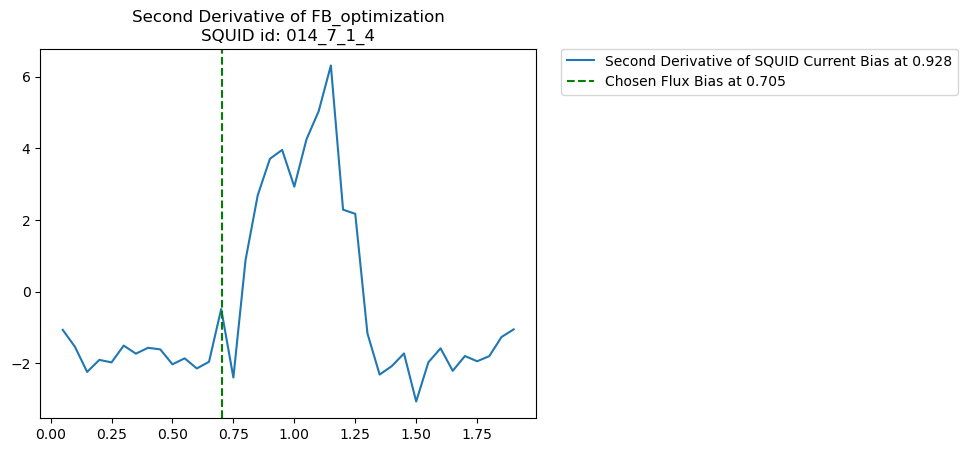 Second Derivative of FB_optimization
SQUID id: 014_7_1_4
Second Derivative of SQUID Current Bias at 0.928
Chosen Flux Bias at 0.705
6
4
2
0
−2
0.00 0.25 0.50 0.75 1.00 1.25 1.50 1.75